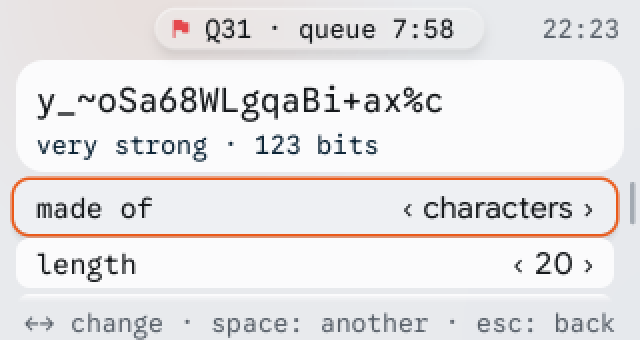 Q31 · queue 7:58 22:23
y_~oSa68WLgqaBi+ax%c
very strong · 123 bits
made of ‹ characters ›
length ‹ 20 ›
↔ change · space: another · esc: back